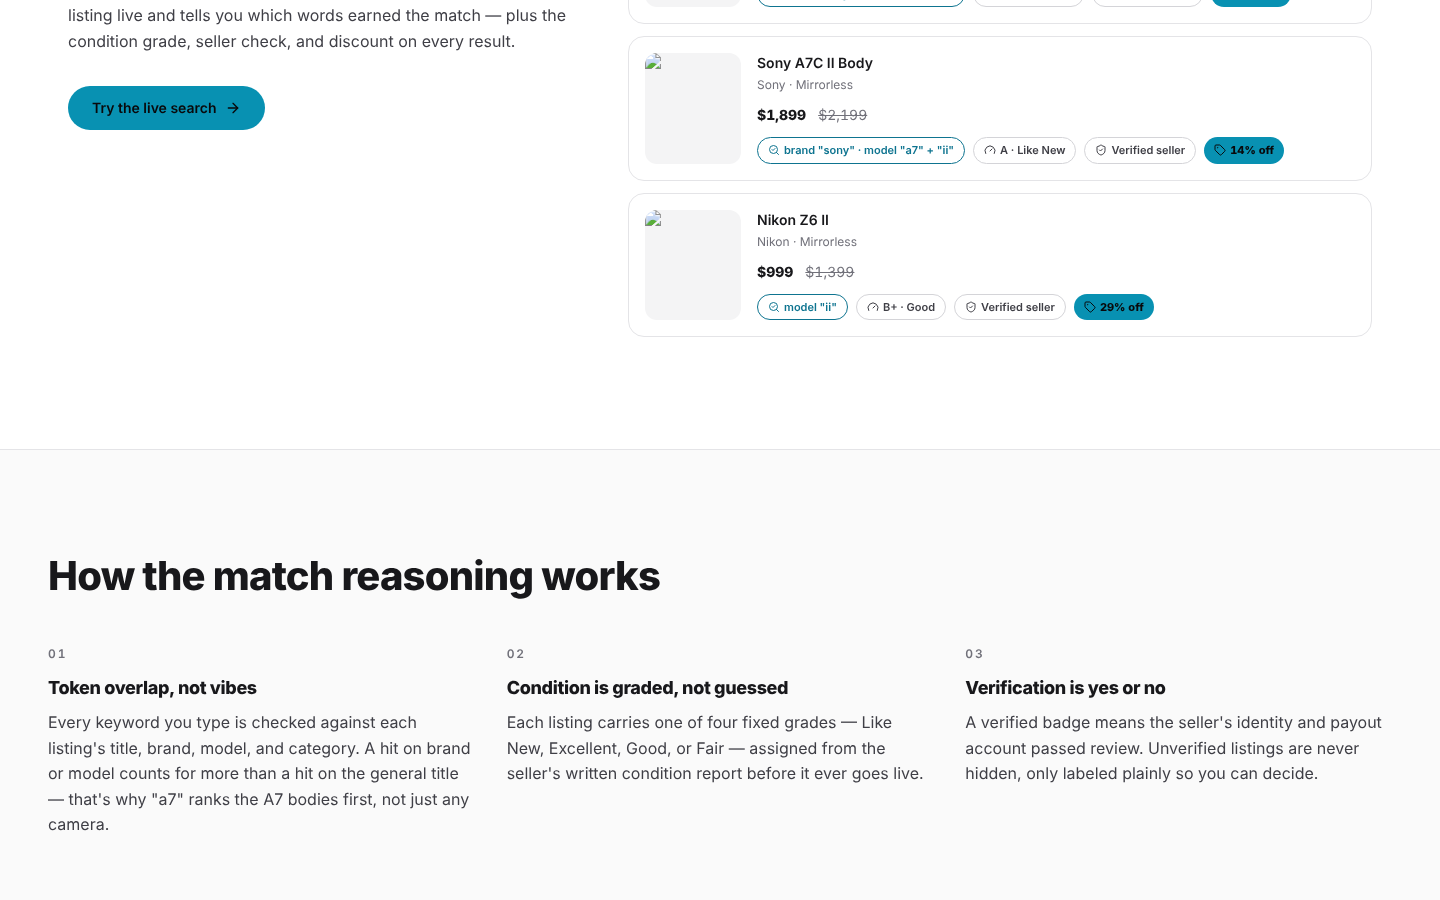 listing live and tells you which words earned the match — plus the
condition grade, seller check, and discount on every result.
Try the live search
Sony A7C II Body
Sony · Mirrorless
$1,899 $2,199
brand "sony" · model "a7" + "ii"
A · Like New
Verified seller
14% off
Nikon Z6 II
Nikon · Mirrorless
$999 $1,399
model "ii"
B+ · Good
Verified seller
29% off
How the match reasoning works
01
Token overlap, not vibes
Every keyword you type is checked against each
listing's title, brand, model, and category. A hit on brand
or model counts for more than a hit on the general title
— that's why "a7" ranks the A7 bodies first, not just any
camera.
02
Condition is graded, not guessed
Each listing carries one of four fixed grades — Like
New, Excellent, Good, or Fair — assigned from the
seller's written condition report before it ever goes live.
03
Verification is yes or no
A verified badge means the seller's identity and payout
account passed review. Unverified listings are never
hidden, only labeled plainly so you can decide.